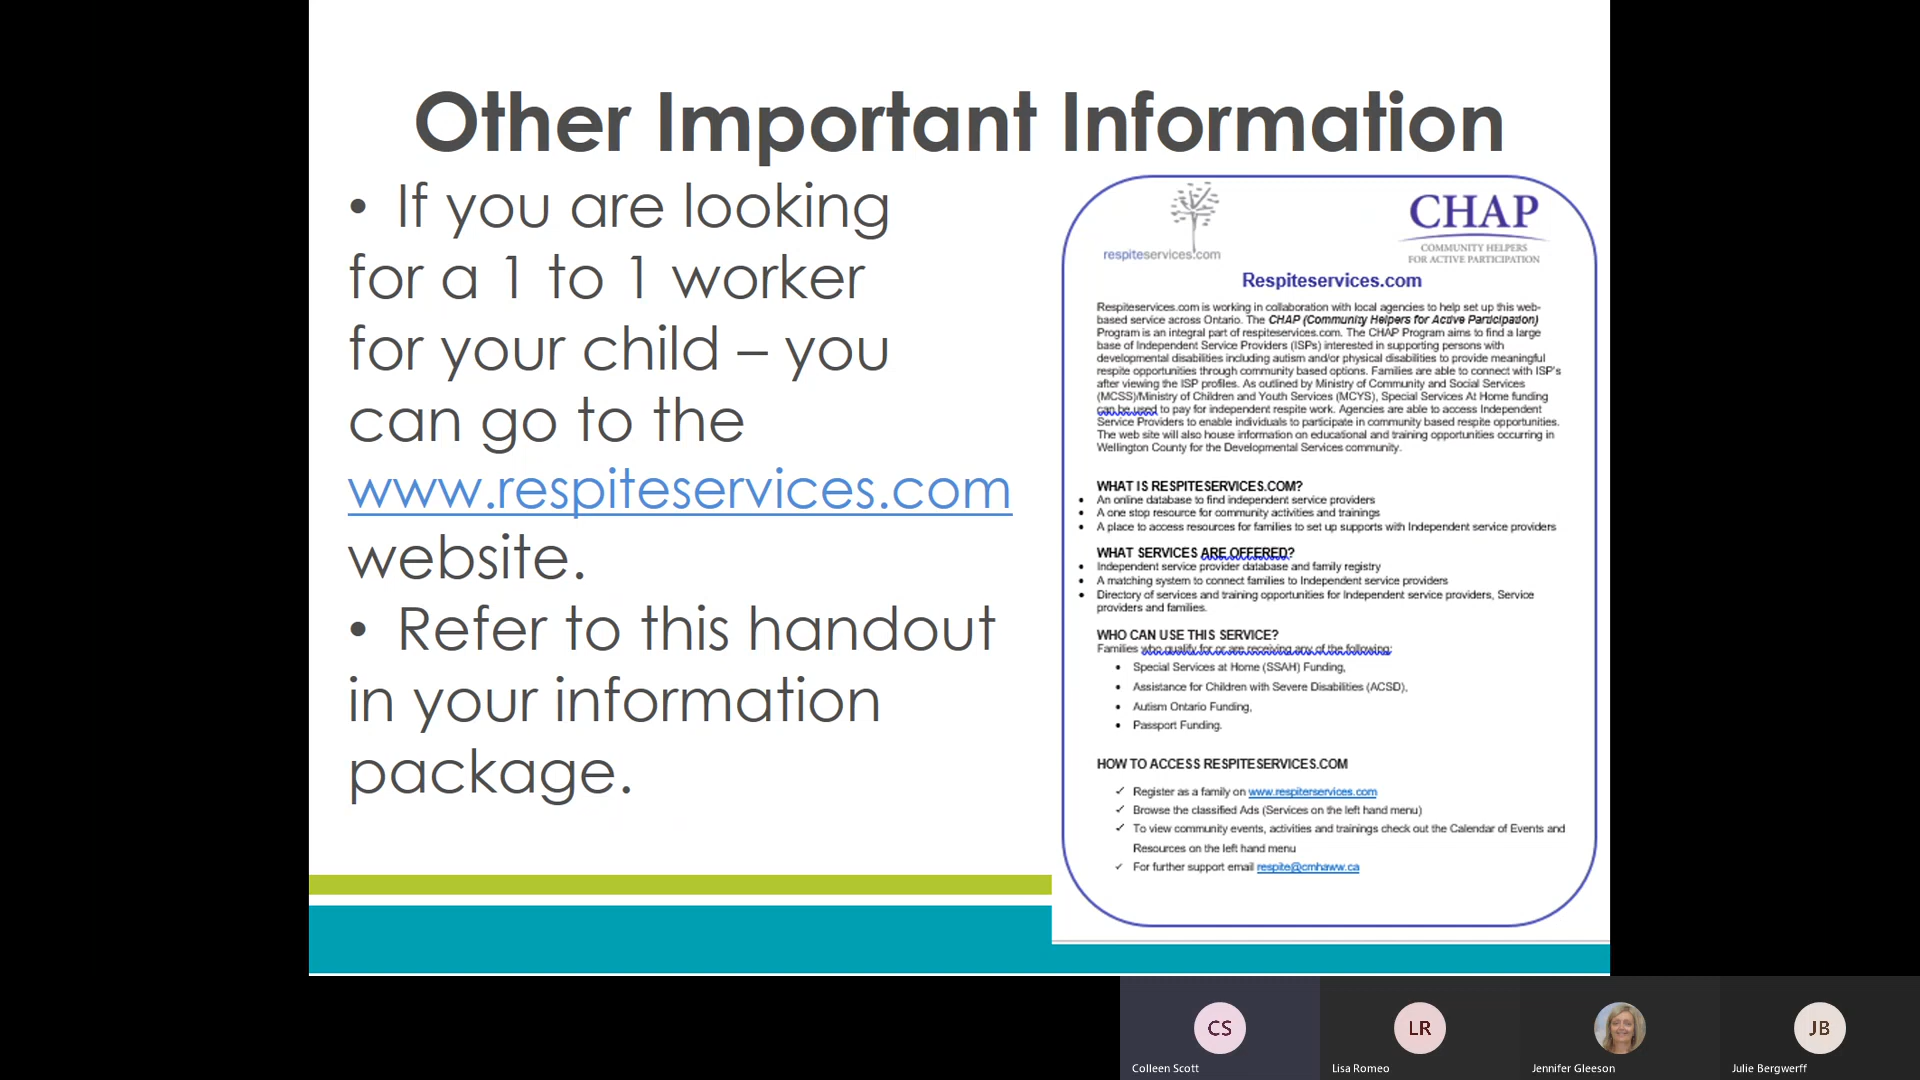 Other Important Information
• If you are looking
for a 1 to 1 worker
for your child – you
can go to the
www.respiteservices.com
website.
• Refer to this handout
in your information
package.
respiteservices.com
CHAP
COMMUNITY HELPERS
FOR ACTIVE PARTICIPATION
Respiteservices.com
Respiteservices.com is working in collaboration with local agencies to help set up this web-
based service across Ontario. The CHAP (Community Helpers for Active Participation)
Program is an integral part of respiteservices.com. The CHAP Program aims to find a large
base of Independent Service Providers (ISPs) interested in supporting persons with
developmental disabilities including autism and/or physical disabilities to provide meaningful
respite opportunities through community based options. Families are able to connect with ISP's
after viewing the ISP profiles. As outlined by Ministry of Community and Social Services
(MCSS)/Ministry of Children and Youth Services (MCYS), Special Services At Home funding
can be used to pay for independent respite work. Agencies are able to access Independent
Service Providers to enable individuals to participate in community based respite opportunities.
The web site will also house information on educational and training opportunities occurring in
Wellington County for the Developmental Services community.
WHAT IS RESPITESERVICES.COM?
• An online database to find independent service providers
• A one stop resource for community activities and trainings
• A place to access resources for families to set up supports with Independent service providers
WHAT SERVICES ARE OFFERED?
• Independent service provider database and family registry
• A matching system to connect families to Independent service providers
• Directory of services and training opportunities for Independent service providers, Service
providers and families.
WHO CAN USE THIS SERVICE?
Families who qualify for or are receiving any of the following:
• Special Services at Home (SSAH) Funding,
• Assistance for Children with Severe Disabilities (ACSD),
• Autism Ontario Funding,
• Passport Funding.
HOW TO ACCESS RESPITESERVICES.COM
✓ Register as a family on www.respiterservices.com
✓ Browse the classified Ads (Services on the left hand menu)
✓ To view community events, activities and trainings check out the Calendar of Events and
Resources on the left hand menu
✓ For further support email respite@cmhaww.ca
CS
LR
JB
Colleen Scott
Lisa Romeo
Jennifer Gleeson
Julie Bergwerff